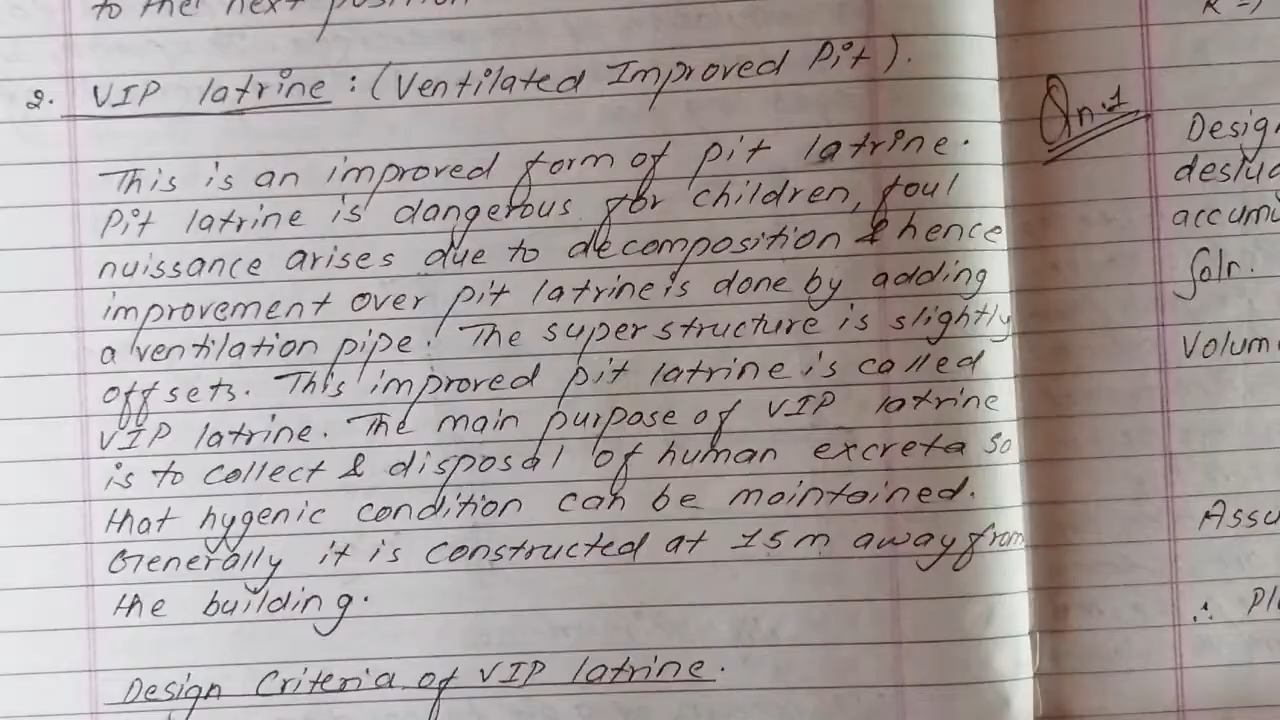 to the next position
2. VIP latrine : (Ventilated Improved Pit).
This is an improved form of pit latrine.
Pit latrine is dangerous for children, foul
nuissance arises due to decomposition & hence
improvement over pit latrine is done by adding
a ventilation pipe. The superstructure is slightly
offsets. This improved pit latrine is called
VIP latrine. The main purpose of VIP latrine
is to collect & disposal of human excreta so
that hygenic condition can be maintained.
Generally it is constructed at 15m away from
the building.
Design Criteria of VIP latrine.
Qn.1
Desig
deslud
accumu
Soln.
Volum
Assu